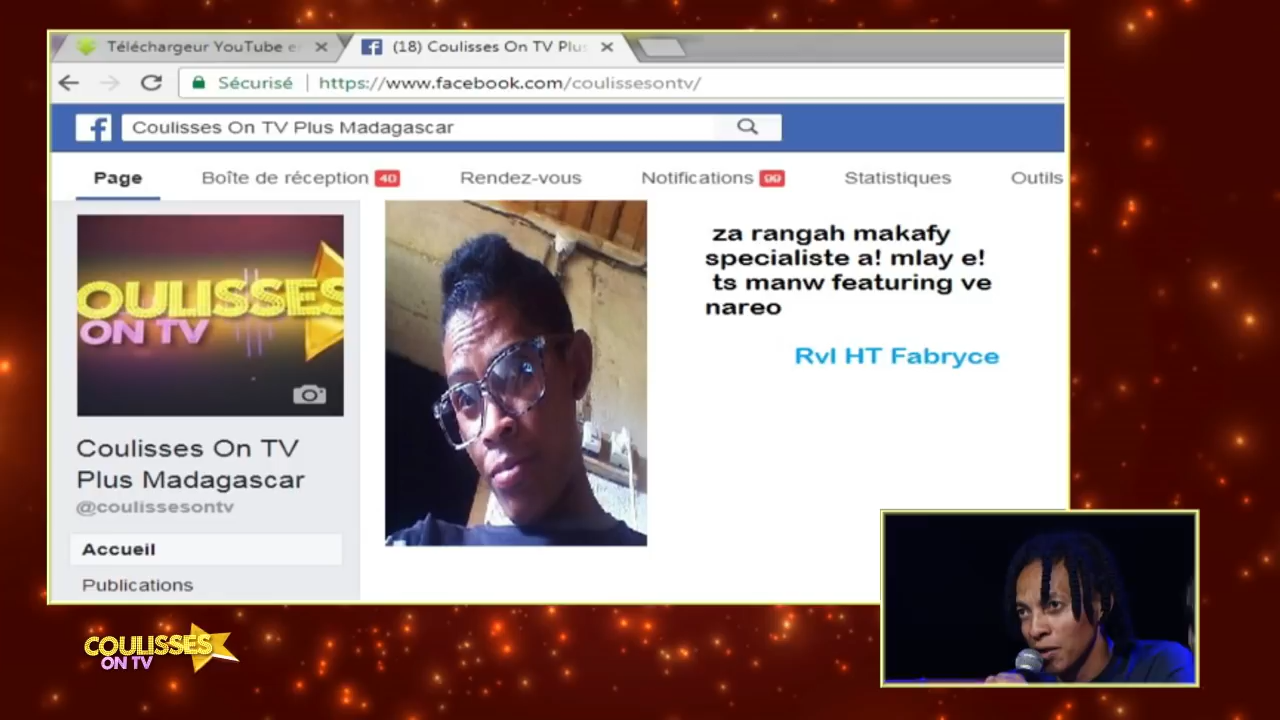 Téléchargeur YouTube e
(18) Coulisses On TV Plu
Sécurisé
https://www.facebook.com/coulissesontv/
Coulisses On TV Plus Madagascar
Page
Boîte de réception 40
Rendez-vous
Notifications 99
Statistiques
Outils
OULISSES
ON TV
Coulisses On TV
Plus Madagascar
@coulissesontv
Accueil
Publications
za rangah makafy
specialiste a! mlay e!
ts manw featuring ve
nareo
Rvl HT Fabryce
COULISSES
ON TV